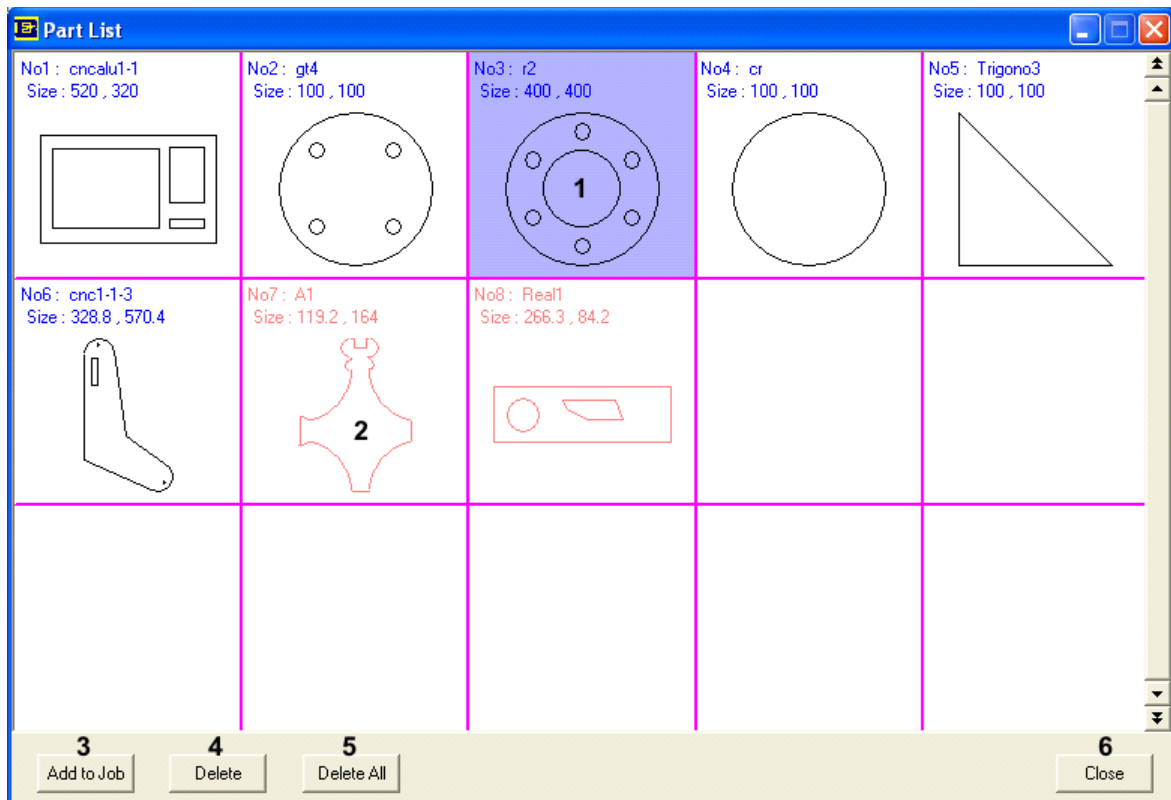 Part List
No1 : cncalu1-1
Size : 520 , 320
No2 : gt4
Size : 100 , 100
No3 : r2
Size : 400 , 400
No4 : cr
Size : 100 , 100
No5 : Trigono3
Size : 100 , 100
1
No6 : cnc1-1-3
Size : 328.8 , 570.4
No7 : A1
Size : 119.2 , 164
No8 : Real1
Size : 266.3 , 84.2
2
3
4
5
6
Add to Job
Delete
Delete All
Close